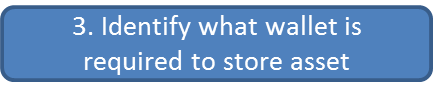 3. Identify what wallet is
required to store asset